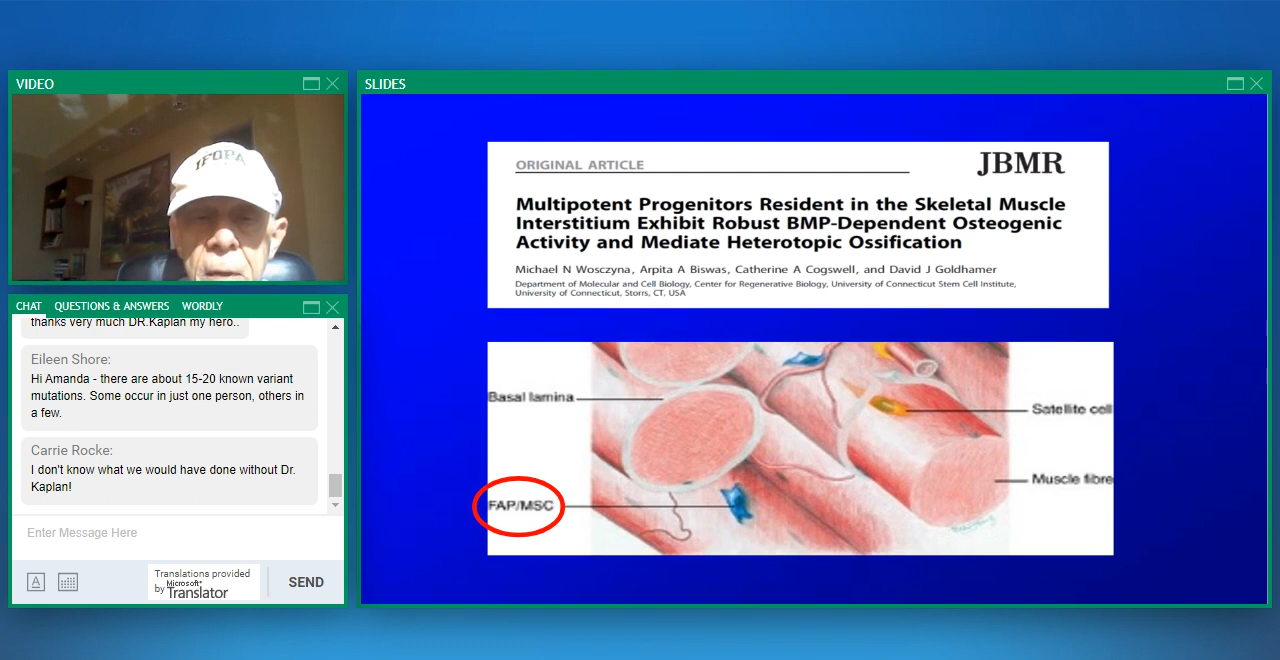 VIDEO
IFOPA
CHAT QUESTIONS & ANSWERS WORDLY
thanks very much DR.Kaplan my hero..
Eileen Shore:
Hi Amanda - there are about 15-20 known variant
mutations. Some occur in just one person, others in
a few.
Carrie Rocke:
I don't know what we would have done without Dr.
Kaplan!
Enter Message Here
A
Translations provided
by Microsoft®
Translator
SEND
SLIDES
ORIGINAL ARTICLE
JBMR
Multipotent Progenitors Resident in the Skeletal Muscle
Interstitium Exhibit Robust BMP-Dependent Osteogenic
Activity and Mediate Heterotopic Ossification
Michael N Wosczyna, Arpita A Biswas, Catherine A Cogswell, and David J Goldhamer
Department of Molecular and Cell Biology, Center for Regenerative Biology, University of Connecticut Stem Cell Institute,
University of Connecticut, Storrs, CT, USA
Basal lamina
Satellite cell
Muscle fibre
FAP/MSC